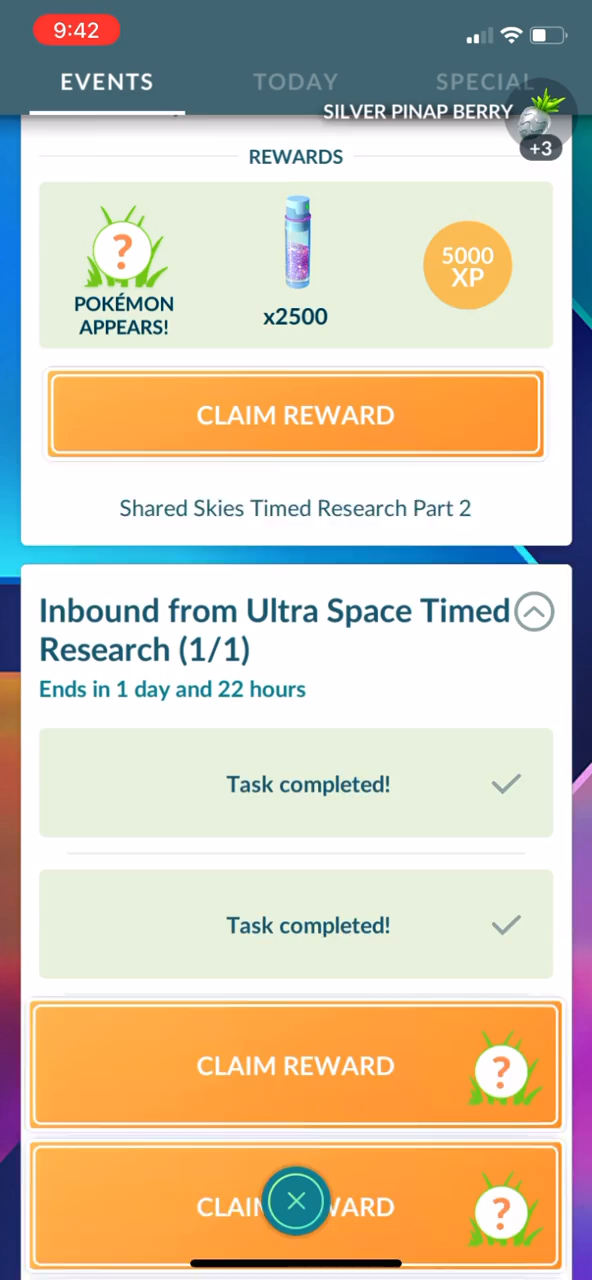 9:42
EVENTS
TODAY
SPECIAL
SILVER PINAP BERRY
+3
REWARDS
?
POKÉMON
APPEARS!
x2500
5000
XP
CLAIM REWARD
Shared Skies Timed Research Part 2
Inbound from Ultra Space Timed
Research (1/1)
Ends in 1 day and 22 hours
Task completed!
Task completed!
CLAIM REWARD
?
?